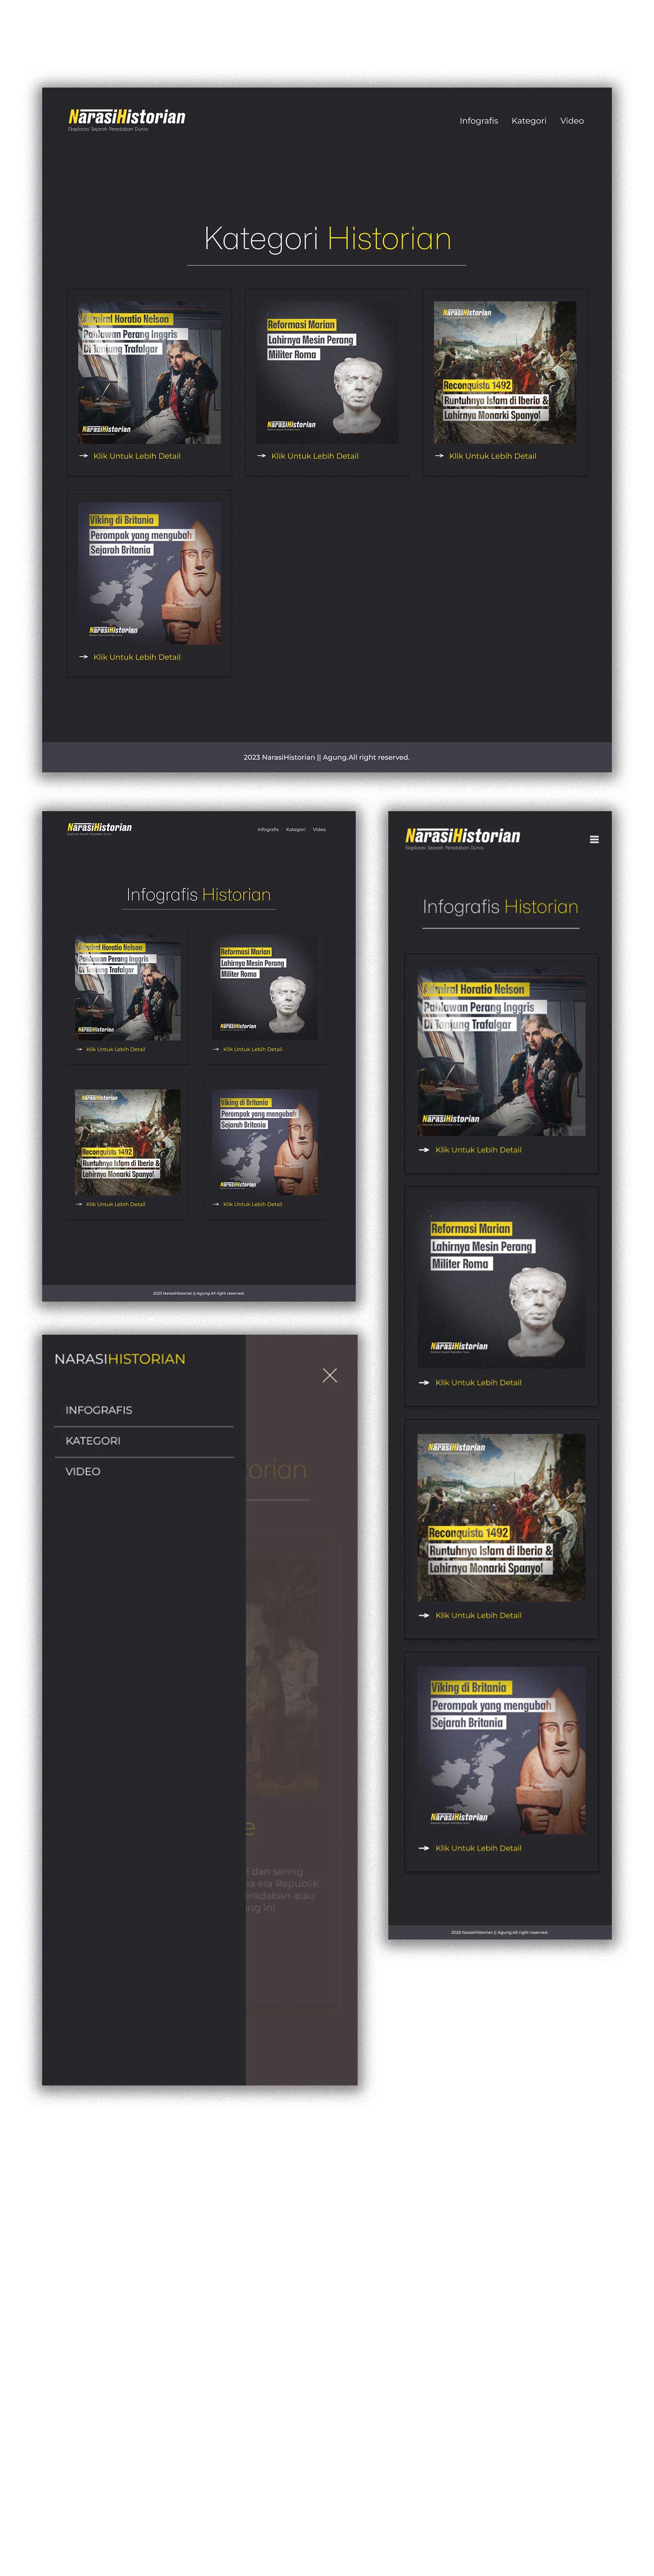 NarasiHistorian
Eksplorasi Sejarah Peradaban Dunia
Infografis Kategori Video
Kategori Historian
Admiral Horatio Nelson
Pahlawan Perang Inggris
Di Tanjung Trafalgar
NarasiHistorian
Klik Untuk Lebih Detail
Reformasi Marian
Lahirnya Mesin Perang
Militer Roma
NarasiHistorian
Klik Untuk Lebih Detail
NarasiHistorian
Reconquista 1492
Runtuhnya Islam di Iberia &
Lahirnya Monarki Spanyol!
Klik Untuk Lebih Detail
Viking di Britania
Perompak yang mengubah
Sejarah Britania
NarasiHistorian
Klik Untuk Lebih Detail
2023 NarasiHistorian || Agung.All right reserved.
NarasiHistorian
Infografis Kategori Video
Infografis Historian
Admiral Horatio Nelson
Pahlawan Perang Inggris
Di Tanjung Trafalgar
NarasiHistorian
Klik Untuk Lebih Detail
Reformasi Marian
Lahirnya Mesin Perang
Militer Roma
NarasiHistorian
Klik Untuk Lebih Detail
NarasiHistorian
Reconquista 1492
Runtuhnya Islam di Iberia &
Lahirnya Monarki Spanyol!
Klik Untuk Lebih Detail
Viking di Britania
Perompak yang mengubah
Sejarah Britania
NarasiHistorian
Klik Untuk Lebih Detail
2023 NarasiHistorian || Agung.All right reserved.
NarasiHistorian
Eksplorasi Sejarah Peradaban Dunia
Infografis Historian
Admiral Horatio Nelson
Pahlawan Perang Inggris
Di Tanjung Trafalgar
NarasiHistorian
Klik Untuk Lebih Detail
Reformasi Marian
Lahirnya Mesin Perang
Militer Roma
NarasiHistorian
Klik Untuk Lebih Detail
NarasiHistorian
Reconquista 1492
Runtuhnya Islam di Iberia &
Lahirnya Monarki Spanyol!
Klik Untuk Lebih Detail
Viking di Britania
Perompak yang mengubah
Sejarah Britania
NarasiHistorian
Klik Untuk Lebih Detail
2023 NarasiHistorian || Agung.All right reserved.
NARASIHISTORIAN
INFOGRAFIS
KATEGORI
VIDEO
torian
e
l dan sering
na era Republik
eradaban atau
ng ini